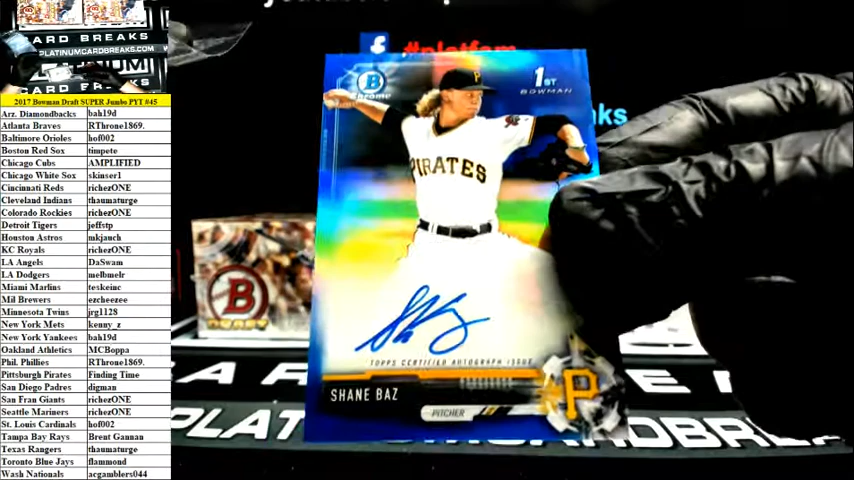 CARD BREAKS
PLATINUMCARDBREAKS.COM
2017 Bowman Draft SUPER Jumbo PYT #45
Arz. Diamondbacks bah19d
Atlanta Braves RThrone1869.
Baltimore Orioles hof002
Boston Red Sox timpete
Chicago Cubs AMPLIFIED
Chicago White Sox skinser1
Cincinnati Reds richezONE
Cleveland Indians thaumaturge
Colorado Rockies richezONE
Detroit Tigers jeffstp
Houston Astros mkjauch
KC Royals richezONE
LA Angels DaSwam
LA Dodgers melbmelr
Miami Marlins teskeinc
Mil Brewers ezcheezee
Minnesota Twins jrg1128
New York Mets kenny_z
New York Yankees bah19d
Oakland Athletics MCBoppa
Phil. Phillies RThrone1869.
Pittsburgh Pirates Finding Time
San Diego Padres digman
San Fran Giants richezONE
Seattle Mariners richezONE
St. Louis Cardinals hof002
Tampa Bay Rays Brent Gannan
Texas Rangers thaumaturge
Toronto Blue Jays flammond
Wash Nationals acgamblers044
f #platfam
B
Chrome
1ST
BOWMAN
P
PIRATES
B
DRAFT
TOPPS CERTIFIED AUTOGRAPH ISSUE
SHANE BAZ
PITCHER
P